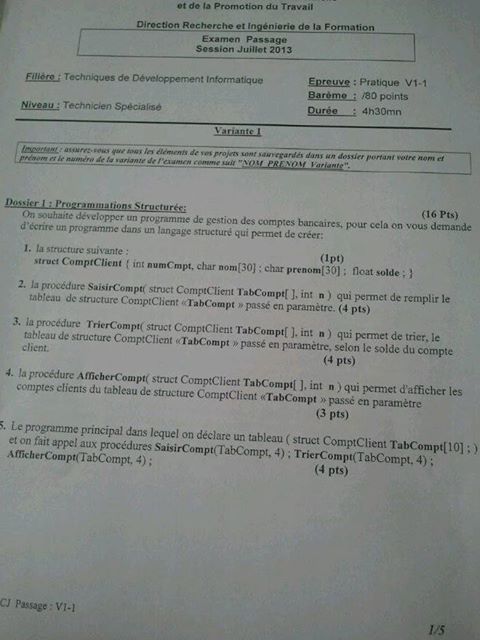 et de la Promotion du Travail
Direction Recherche et Ingénierie de la Formation
Examen Passage
Session Juillet 2013
Filière : Techniques de Développement Informatique
Epreuve : Pratique V1-1
Barème : /80 points
Niveau : Technicien Spécialisé
Durée : 4h30mn
Variante 1
Important : assurez-vous que tous les éléments de vos projets sont sauvegardés dans un dossier portant votre nom et
prénom et le numéro de la variante de l'examen comme suit "NOM_PRENOM_Variante".
Dossier 1 : Programmations Structurée: (16 Pts)
On souhaite développer un programme de gestion des comptes bancaires, pour cela on vous demande
d'écrire un programme dans un langage structuré qui permet de créer:
1. la structure suivante : (1pt)
struct ComptClient { int numCmpt, char nom[30] ; char prenom[30] ; float solde ; }
2. la procédure SaisirCompt( struct ComptClient TabCompt[ ], int n ) qui permet de remplir le
tableau de structure ComptClient «TabCompt » passé en paramètre. (4 pts)
3. la procédure TrierCompt( struct ComptClient TabCompt[ ], int n ) qui permet de trier, le
tableau de structure ComptClient «TabCompt » passé en paramètre, selon le solde du compte
client. (4 pts)
4. la procédure AfficherCompt( struct ComptClient TabCompt[ ], int n ) qui permet d'afficher les
comptes clients du tableau de structure ComptClient «TabCompt » passé en paramètre
(3 pts)
5. Le programme principal dans lequel on déclare un tableau ( struct ComptClient TabCompt[10] ; )
et on fait appel aux procédures SaisirCompt(TabCompt, 4) ; TrierCompt(TabCompt, 4) ;
AfficherCompt(TabCompt, 4) ; (4 pts)
CJ Passage : V1-1
1/5